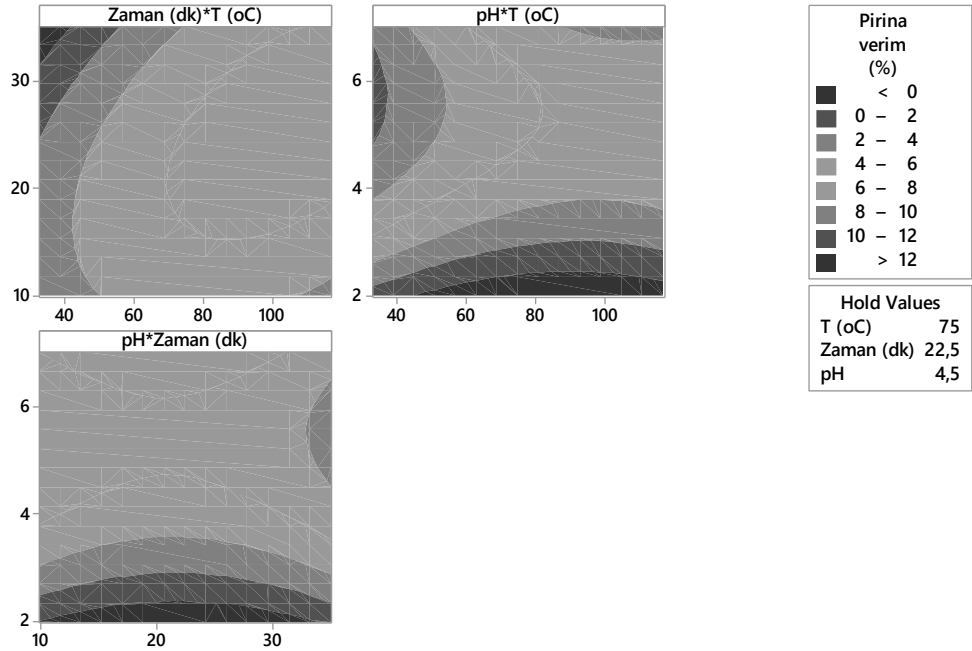 Zaman (dk)*T (oC)
30
20
10
40 60 80 100
pH*T (oC)
6
4
2
40 60 80 100
pH*Zaman (dk)
6
4
2
10 20 30
Pirina
verim
(%)
< 0
0 – 2
2 – 4
4 – 6
6 – 8
8 – 10
10 – 12
> 12
Hold Values
T (oC) 75
Zaman (dk) 22,5
pH 4,5